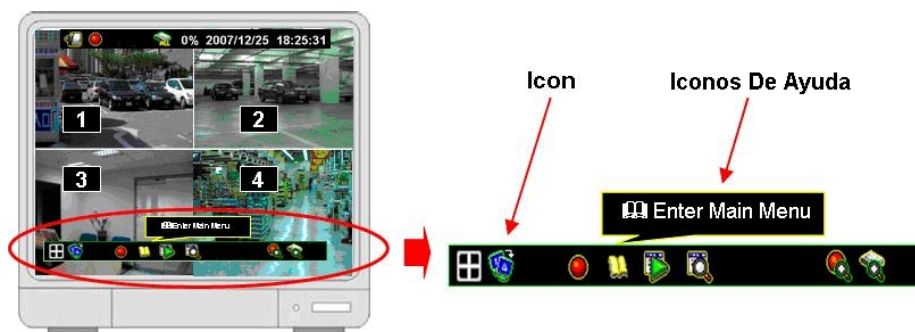 0% 2007/12/25 18:25:31
1
2
3
4
Enter Main Menu
Icon
Iconos De Ayuda
Enter Main Menu